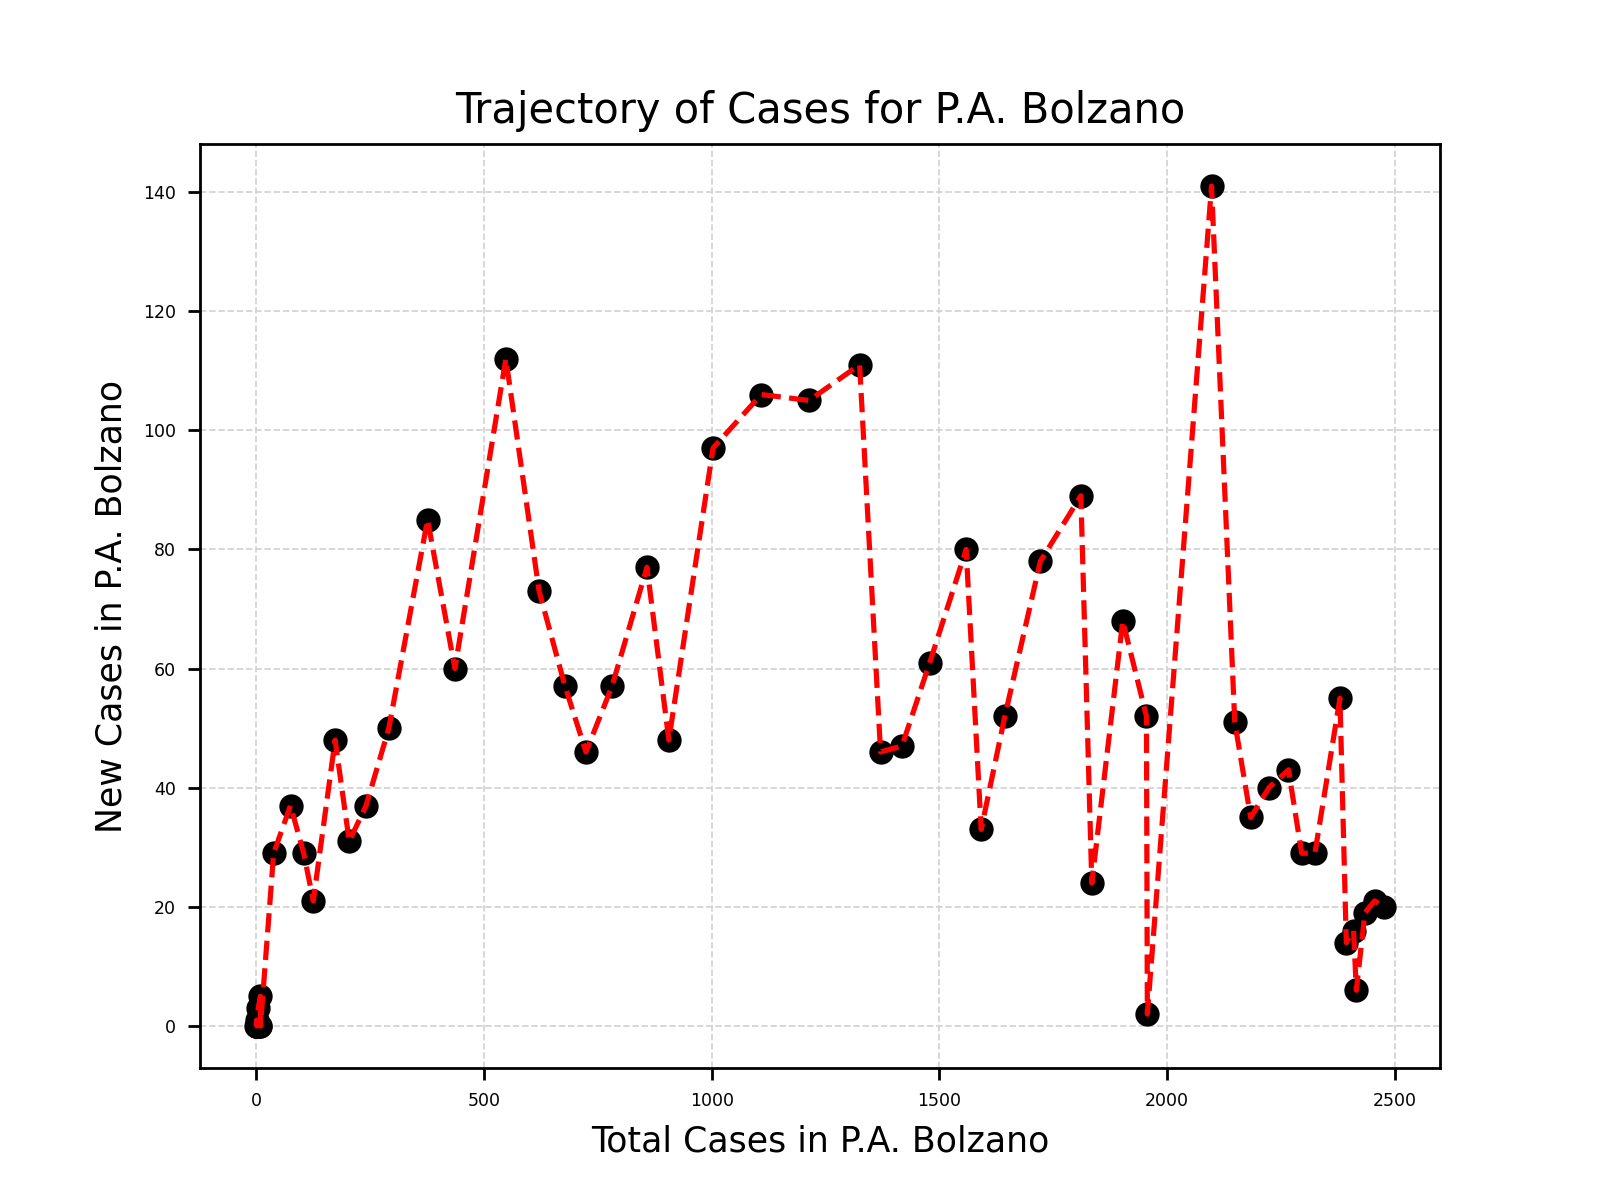 Trajectory of Cases for P.A. Bolzano
New Cases in P.A. Bolzano
140
120
100
80
60
40
20
0
0 500 1000 1500 2000 2500
Total Cases in P.A. Bolzano